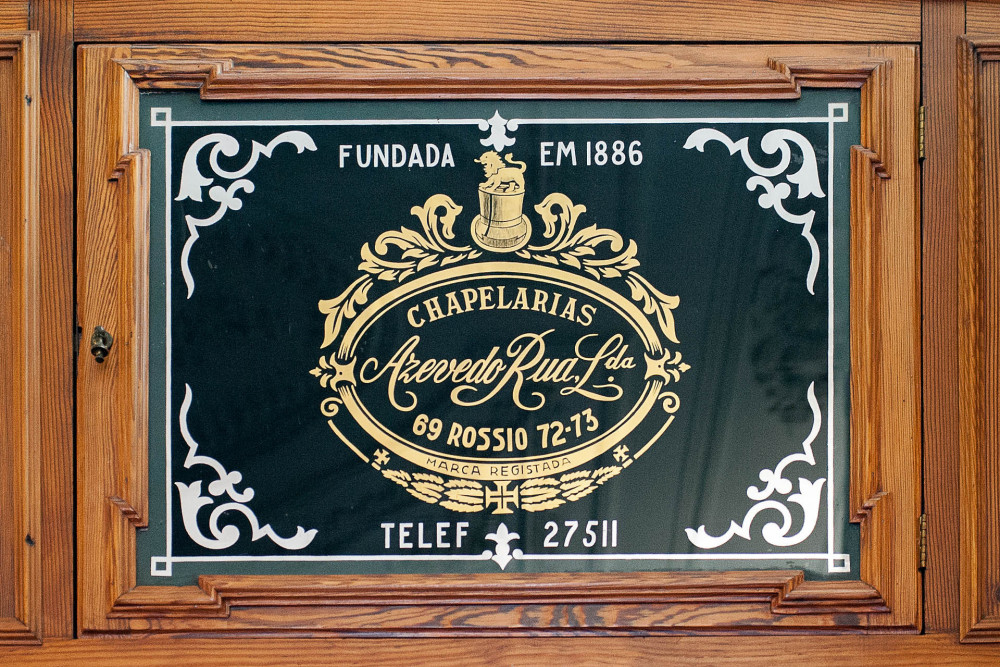 FUNDADA EM 1886
CHAPELARIAS
Azevedo Rua, L.da
69 ROSSIO 72-73
MARCA REGISTADA
TELEF 27511